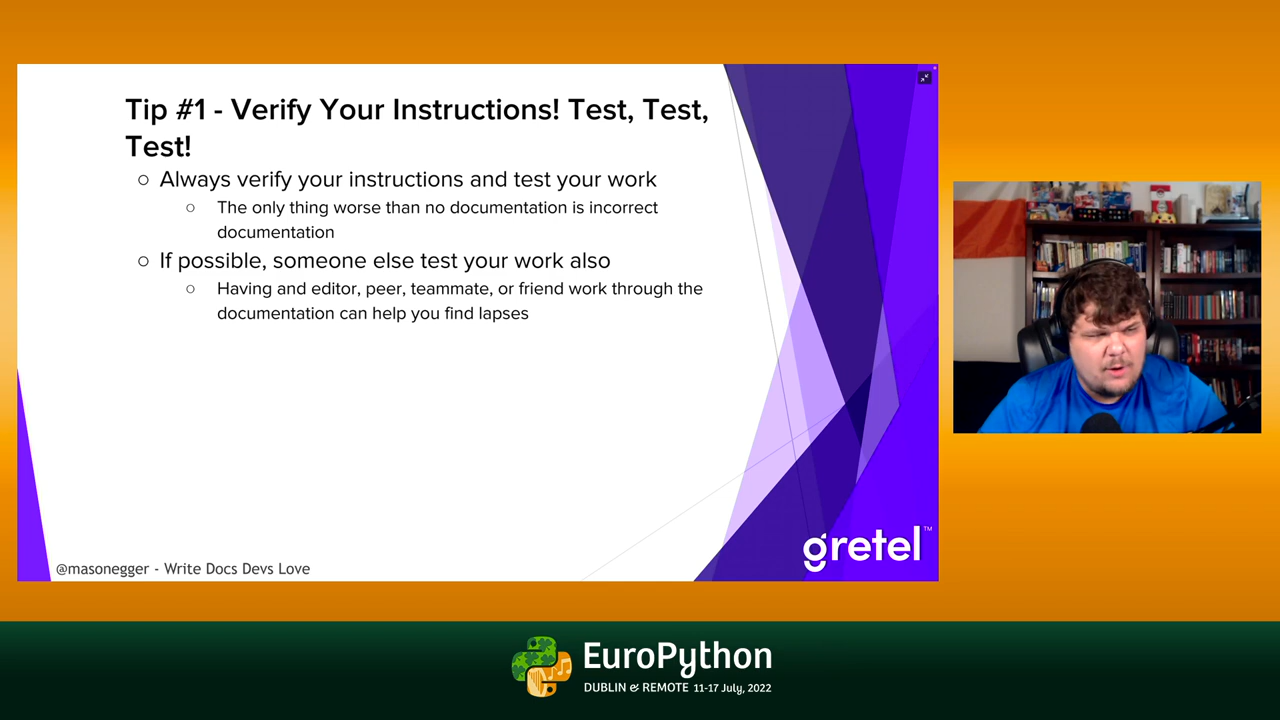 Tip #1 - Verify Your Instructions! Test, Test,
Test!
○ Always verify your instructions and test your work
○ The only thing worse than no documentation is incorrect
documentation
○ If possible, someone else test your work also
○ Having and editor, peer, teammate, or friend work through the
documentation can help you find lapses
gretel™
@masonegger - Write Docs Devs Love
EuroPython
DUBLIN & REMOTE 11-17 July, 2022